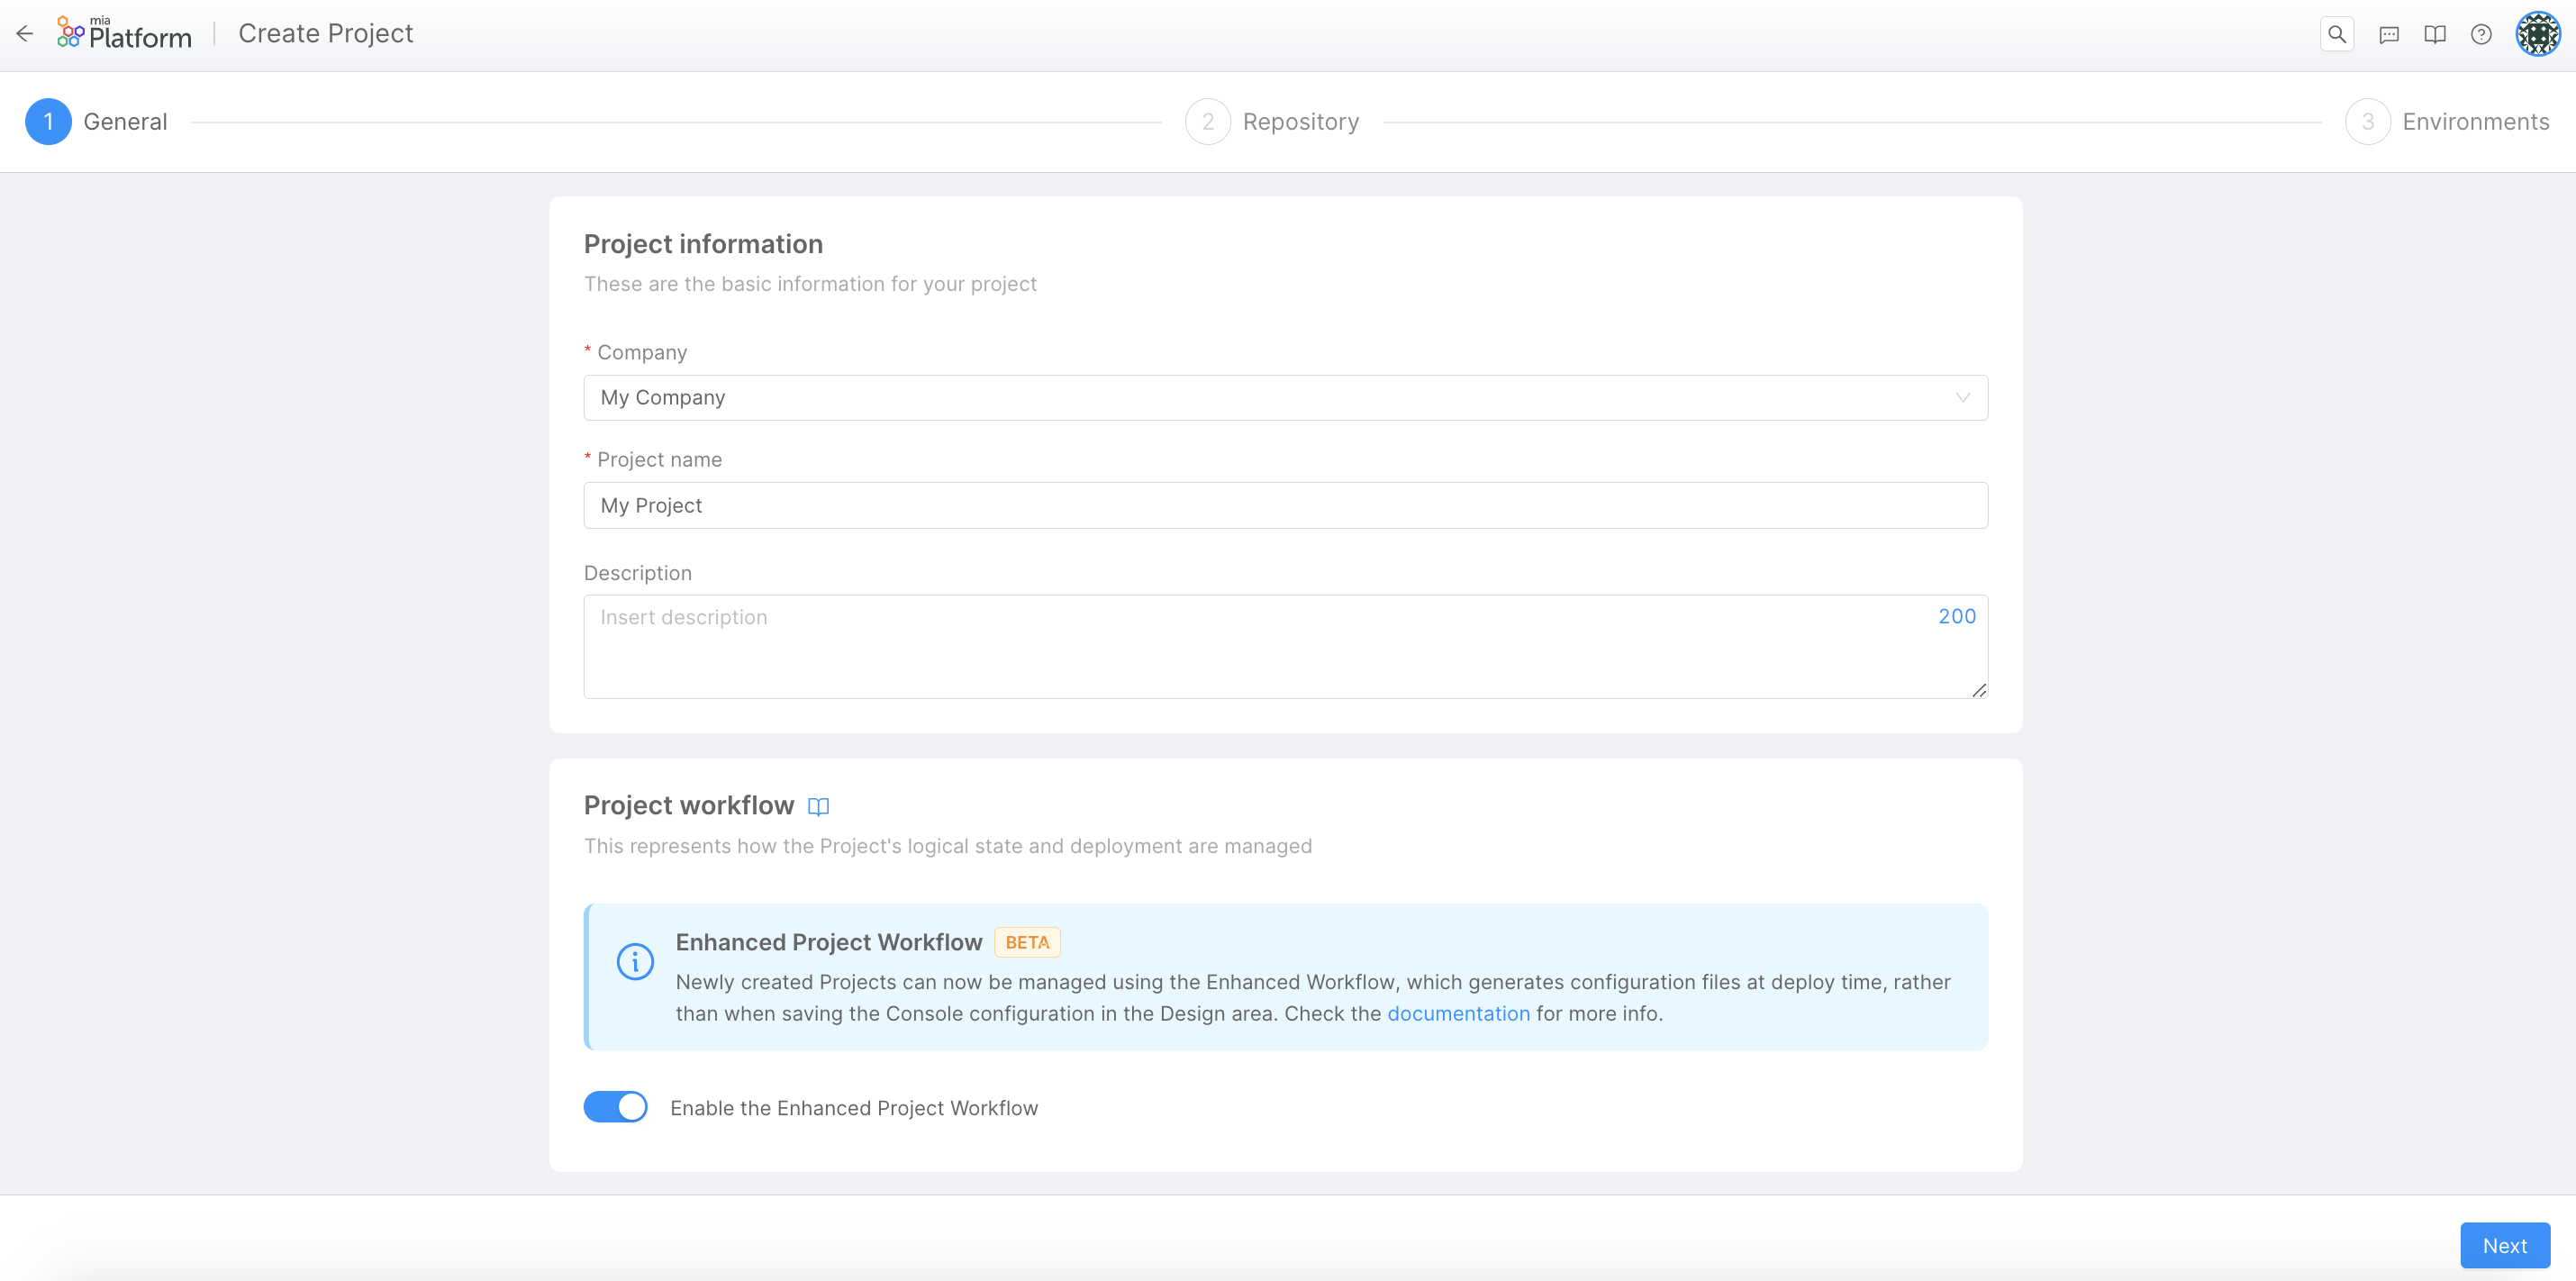 mia
Platform
Create Project
1 General
2 Repository
3 Environments
Project information
These are the basic information for your project
* Company
My Company
* Project name
My Project
Description
Insert description
200
Project workflow
This represents how the Project's logical state and deployment are managed
Enhanced Project Workflow BETA
Newly created Projects can now be managed using the Enhanced Workflow, which generates configuration files at deploy time, rather
than when saving the Console configuration in the Design area. Check the documentation for more info.
Enable the Enhanced Project Workflow
Next